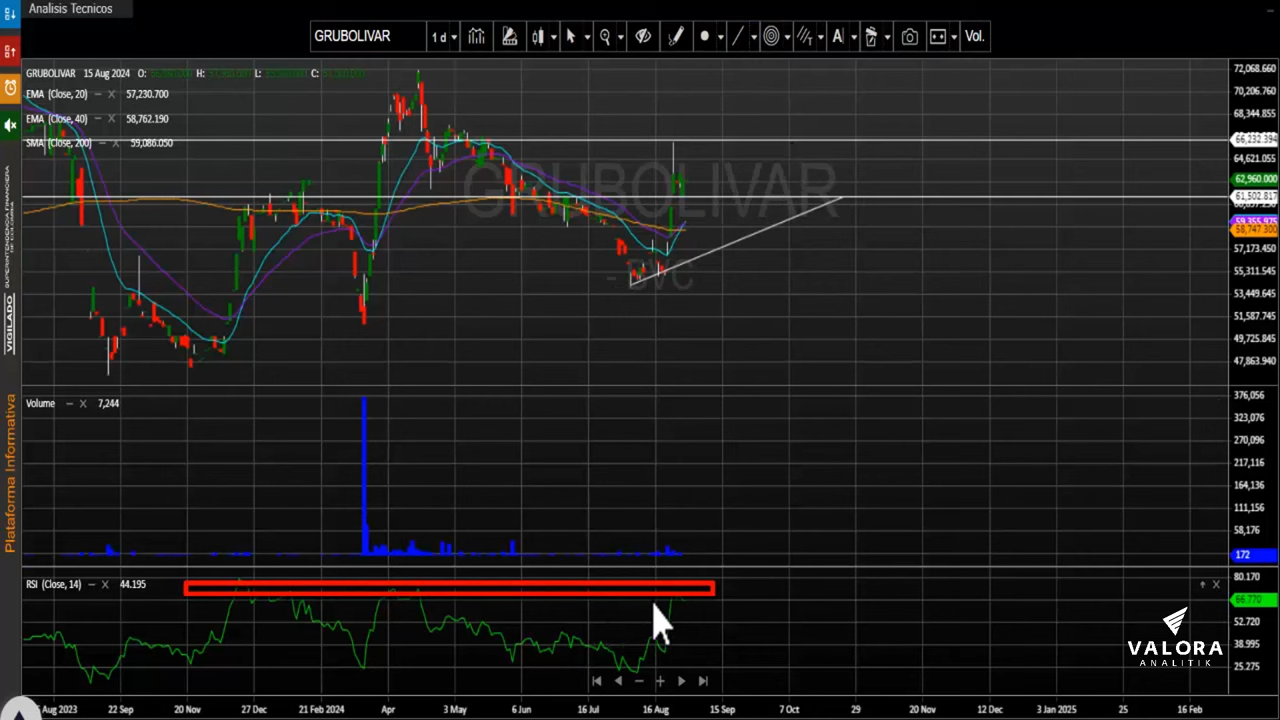 Analisis Tecnicos
GRUBOLIVAR 1 d Vol.
GRUBOLIVAR 15 Aug 2024 O: H: L: C:
EMA (Close, 20) 57,230.700
EMA (Close, 40) 58,762.190
SMA (Close, 200) 59,086.050
GRUBOLIVAR
- BVC
72,068.660
70,206.760
68,344.855
66,232.394
64,621.055
62,960.000
61,502.817
59,355.975
58,747.300
57,173.450
55,311.545
53,449.645
51,587.745
49,725.845
47,863.940
Volume 7,244
376,056
323,076
270,096
217,116
164,136
111,156
58,176
172
RSI (Close, 14) 44.195
80.170
66.770
52.720
38.995
25.275
Aug 2023 22 Sep 20 Nov 27 Dec 21 Feb 2024 Apr 3 May 6 Jun 16 Jul 16 Aug 15 Sep 7 Oct 29 20 Nov 12 Dec 3 Jan 2025 25 16 Feb
VALORA
ANALITIK
VIGILADO
Plataforma Informativa